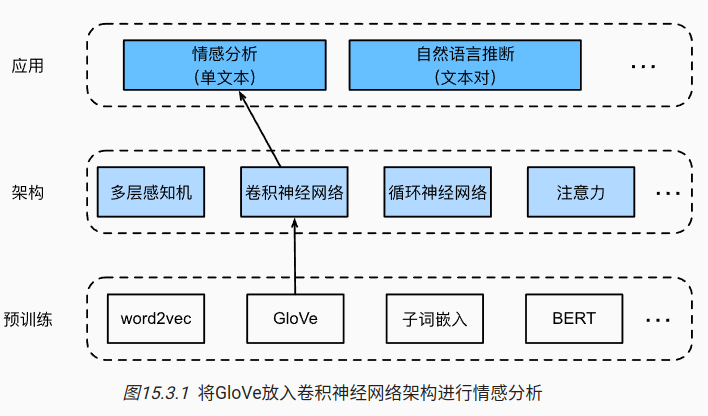 应用
情感分析
(单文本)
自然语言推断
(文本对)
...
架构
多层感知机
卷积神经网络
循环神经网络
注意力
...
预训练
word2vec
GloVe
子词嵌入
BERT
...
图15.3.1 将GloVe放入卷积神经网络架构进行情感分析